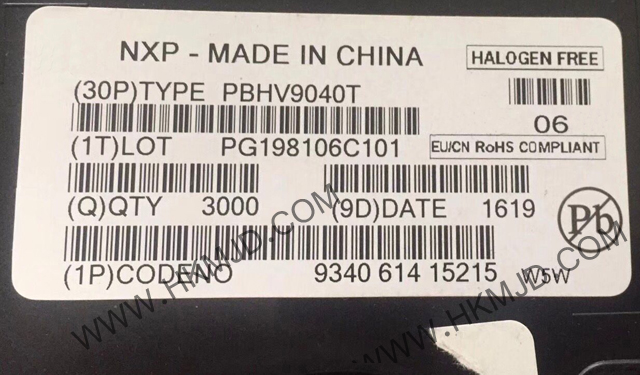 NXP - MADE IN CHINA
HALOGEN FREE
(30P)TYPE PBHV9040T
06
(1T)LOT PG198106C101
EU/CN RoHS COMPLIANT
(Q)QTY 3000 (9D)DATE 1619
Pb
(1P)CODENO 9340 614 15215 W5W
WWW.HKMJD.COM
WWW.HKMJD.COM